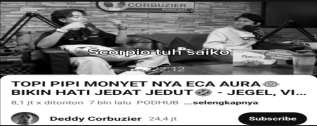 CORBUZIER
Scorpio tuh saiko
TOPI PIPI MONYET NYA ECA AURA
BIKIN HATI JEDAT JEDUT - JEGEL, VI...
8,1 jt x ditonton 7 bln lalu PODHUB ...selengkapnya
Deddy Corbuzier 24,4 jt Subscribe